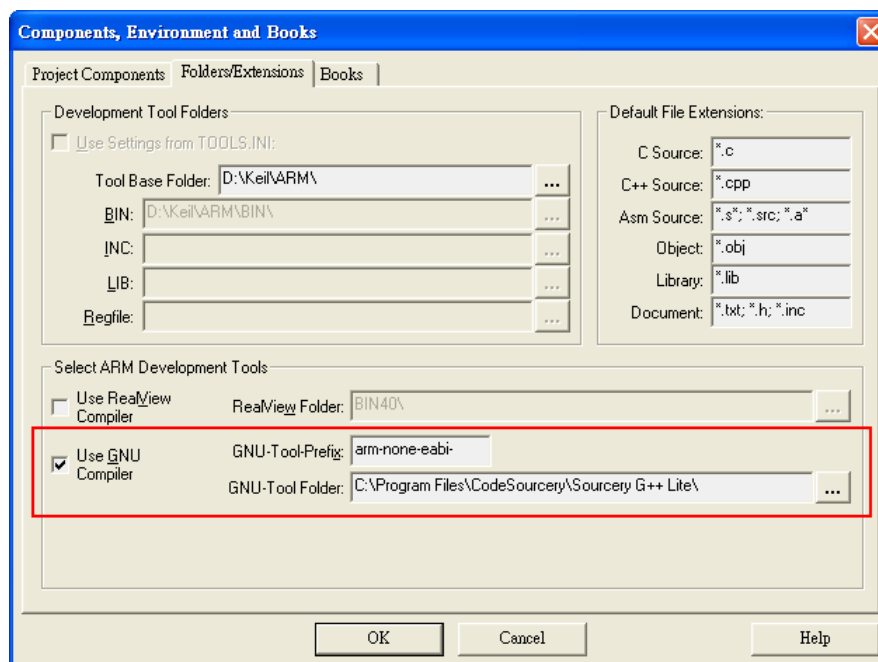 Components, Environment and Books
Project Components
Folders/Extensions
Books
Development Tool Folders
Use Settings from TOOLS.INI:
Tool Base Folder: D:\Keil\ARM\ ...
BIN: D:\Keil\ARM\BIN\ ...
INC: ...
LIB: ...
Regfile: ...
Default File Extensions:
C Source: *.c
C++ Source: *.cpp
Asm Source: *.s*; *.src; *.a*
Object: *.obj
Library: *.lib
Document: *.txt; *.h; *.inc
Select ARM Development Tools
Use RealView
Compiler
RealView Folder: BIN40\ ...
Use GNU
Compiler
GNU-Tool-Prefix: arm-none-eabi-
GNU-Tool Folder: C:\Program Files\CodeSourcery\Sourcery G++ Lite\ ...
OK
Cancel
Help